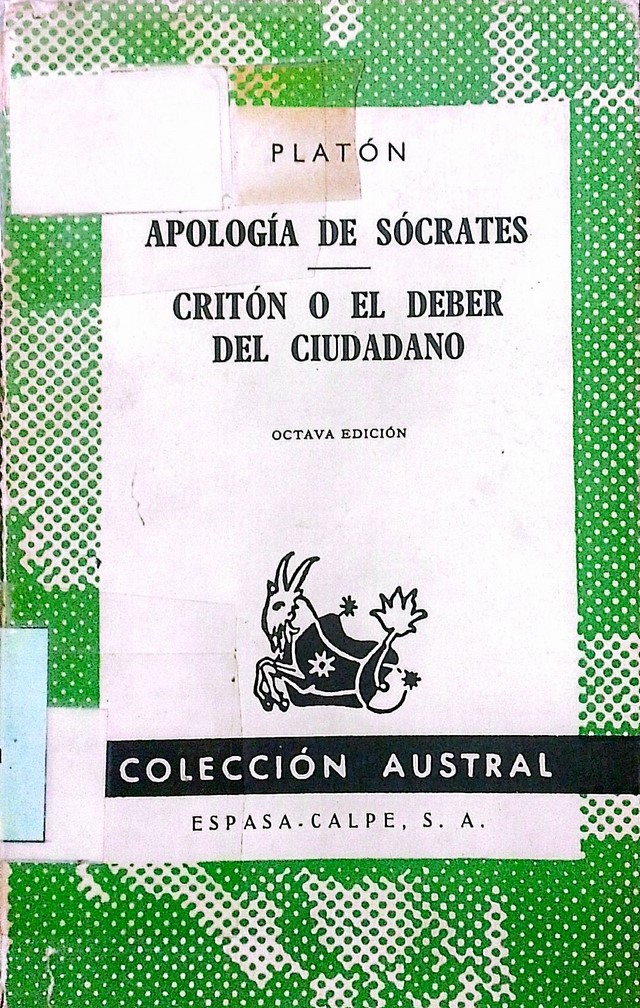 PLATÓN
APOLOGÍA DE SÓCRATES
CRITÓN O EL DEBER
DEL CIUDADANO
OCTAVA EDICIÓN
COLECCIÓN AUSTRAL
ESPASA-CALPE, S. A.